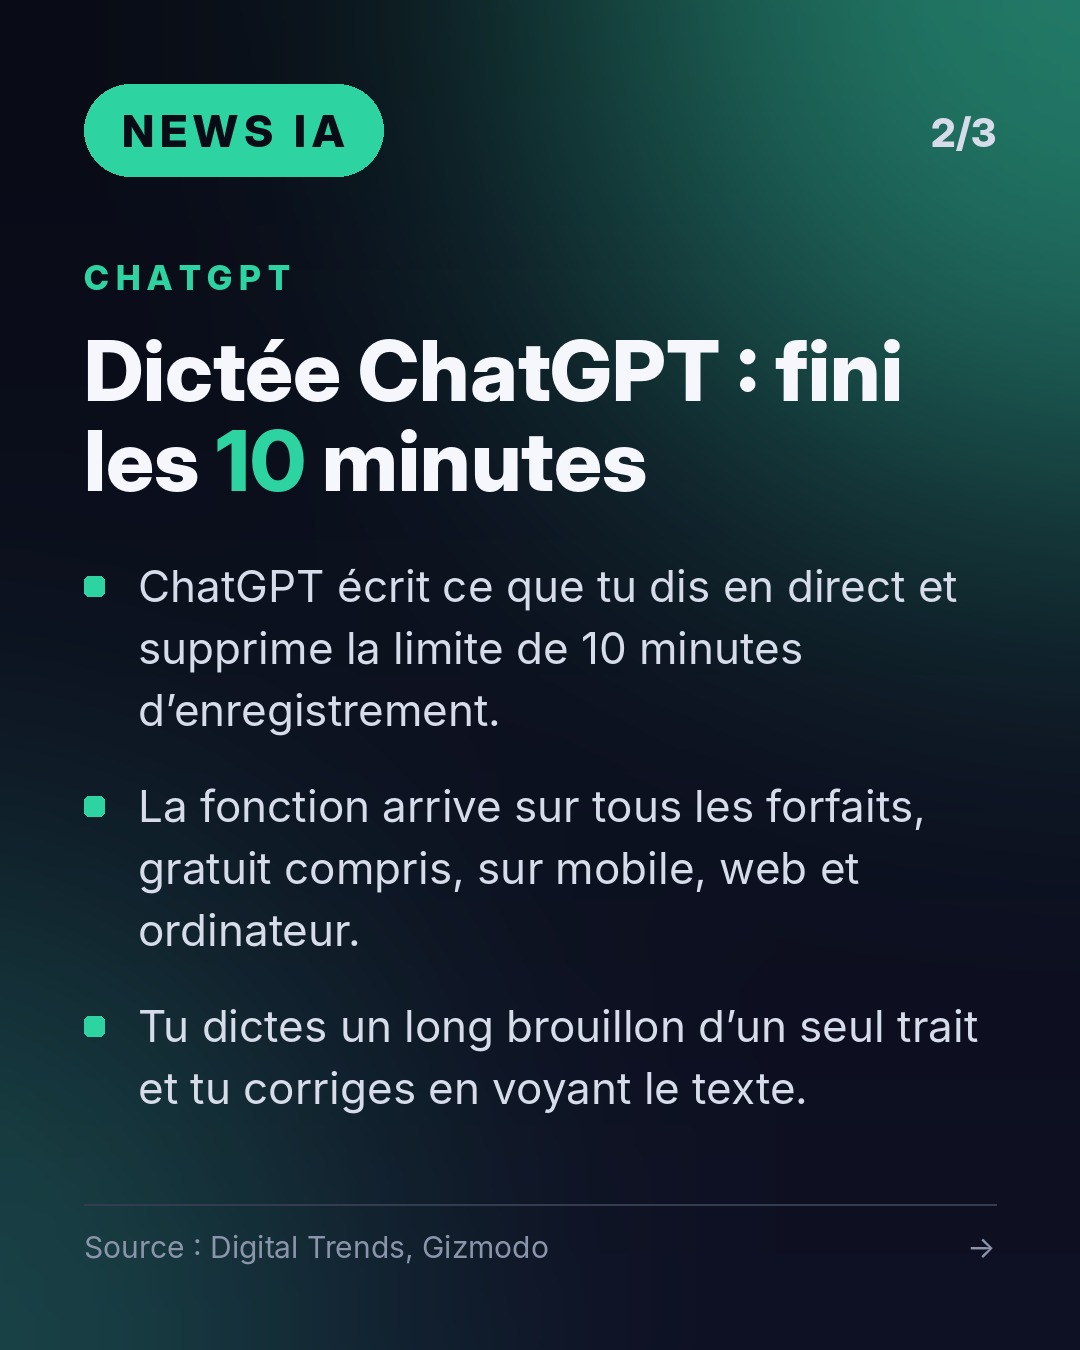 NEWS IA
2/3
CHATGPT
Dictée ChatGPT : fini
les 10 minutes
ChatGPT écrit ce que tu dis en direct et
supprime la limite de 10 minutes
d’enregistrement.
La fonction arrive sur tous les forfaits,
gratuit compris, sur mobile, web et
ordinateur.
Tu dictes un long brouillon d’un seul trait
et tu corriges en voyant le texte.
Source : Digital Trends, Gizmodo
→